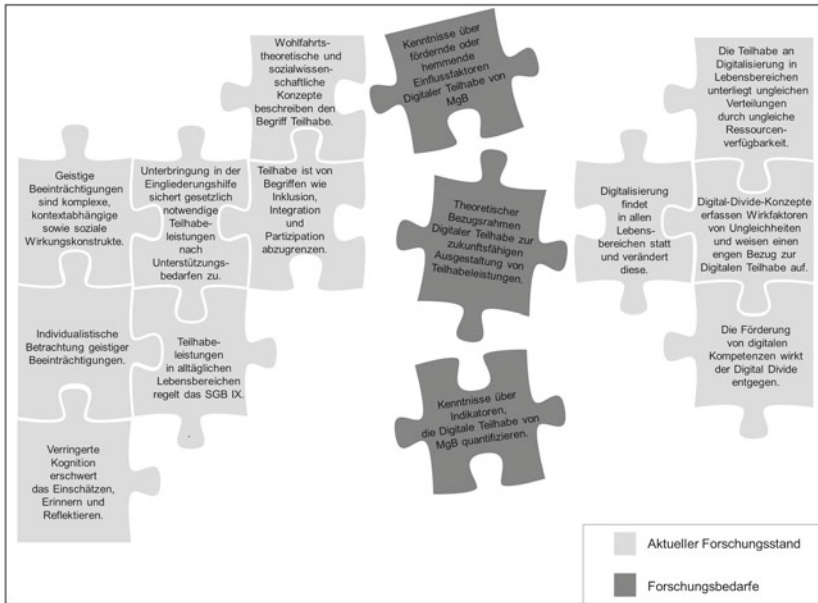 Wohlfahrts-
theoretische und
sozialwissen-
schaftliche
Konzepte
beschreiben den
Begriff Teilhabe.
Kenntnisse über
fördernde oder
hemmende
Einflussfaktoren
Digitaler Teilhabe von
MgB
Die Teilhabe an
Digitalisierung in
Lebensbereichen
unterliegt ungleichen
Verteilungen
durch ungleiche
Ressourcen-
verfügbarkeit.
Geistige
Beeinträchtigungen
sind komplexe,
kontextabhängige
sowie soziale
Wirkungskonstrukte.
Unterbringung in der
Eingliederungshilfe
sichert gesetzlich
notwendige
Teilhabe-
leistungen
nach
Unterstützungs-
bedarfen zu.
Teilhabe ist von
Begriffen wie
Inklusion,
Integration
und
Partizipation
abzugrenzen.
Theoretischer
Bezugsrahmen
Digitaler Teilhabe zur
zukunftsfähigen
Ausgestaltung von
Teilhabeleistungen.
Digitalisierung
findet
in allen
Lebens-
bereichen statt
und verändert
diese.
Digital-Divide-Konzepte
erfassen Wirkfaktoren
von Ungleichheiten
und weisen einen
engen Bezug zur
Digitalen Teilhabe auf.
Individualistische
Betrachtung geistiger
Beeinträchtigungen.
Teilhabe-
leistungen
in alltäglichen
Lebensbereichen
regelt das SGB IX.
.
Kenntnisse über
Indikatoren,
die Digitale Teilhabe von
MgB quantifizieren.
Die Förderung
von digitalen
Kompetenzen wirkt
der Digital Divide
entgegen.
Verringerte
Kognition
erschwert
das Einschätzen,
Erinnern und
Reflektieren.
Aktueller Forschungsstand
Forschungsbedarfe